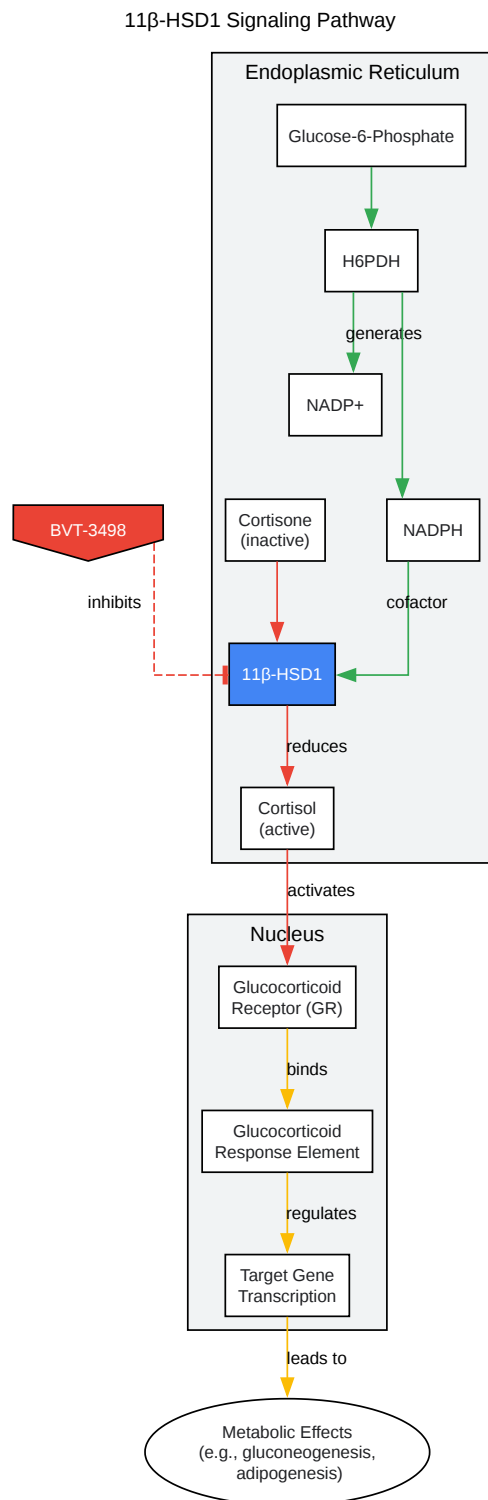 11β-HSD1 Signaling Pathway
Endoplasmic Reticulum
Glucose-6-Phosphate
H6PDH
generates
NADP+
BVT-3498
Cortisone
(inactive)
NADPH
inhibits
cofactor
11β-HSD1
reduces
Cortisol
(active)
activates
Nucleus
Glucocorticoid
Receptor (GR)
binds
Glucocorticoid
Response Element
regulates
Target Gene
Transcription
leads to
Metabolic Effects
(e.g., gluconeogenesis,
adipogenesis)